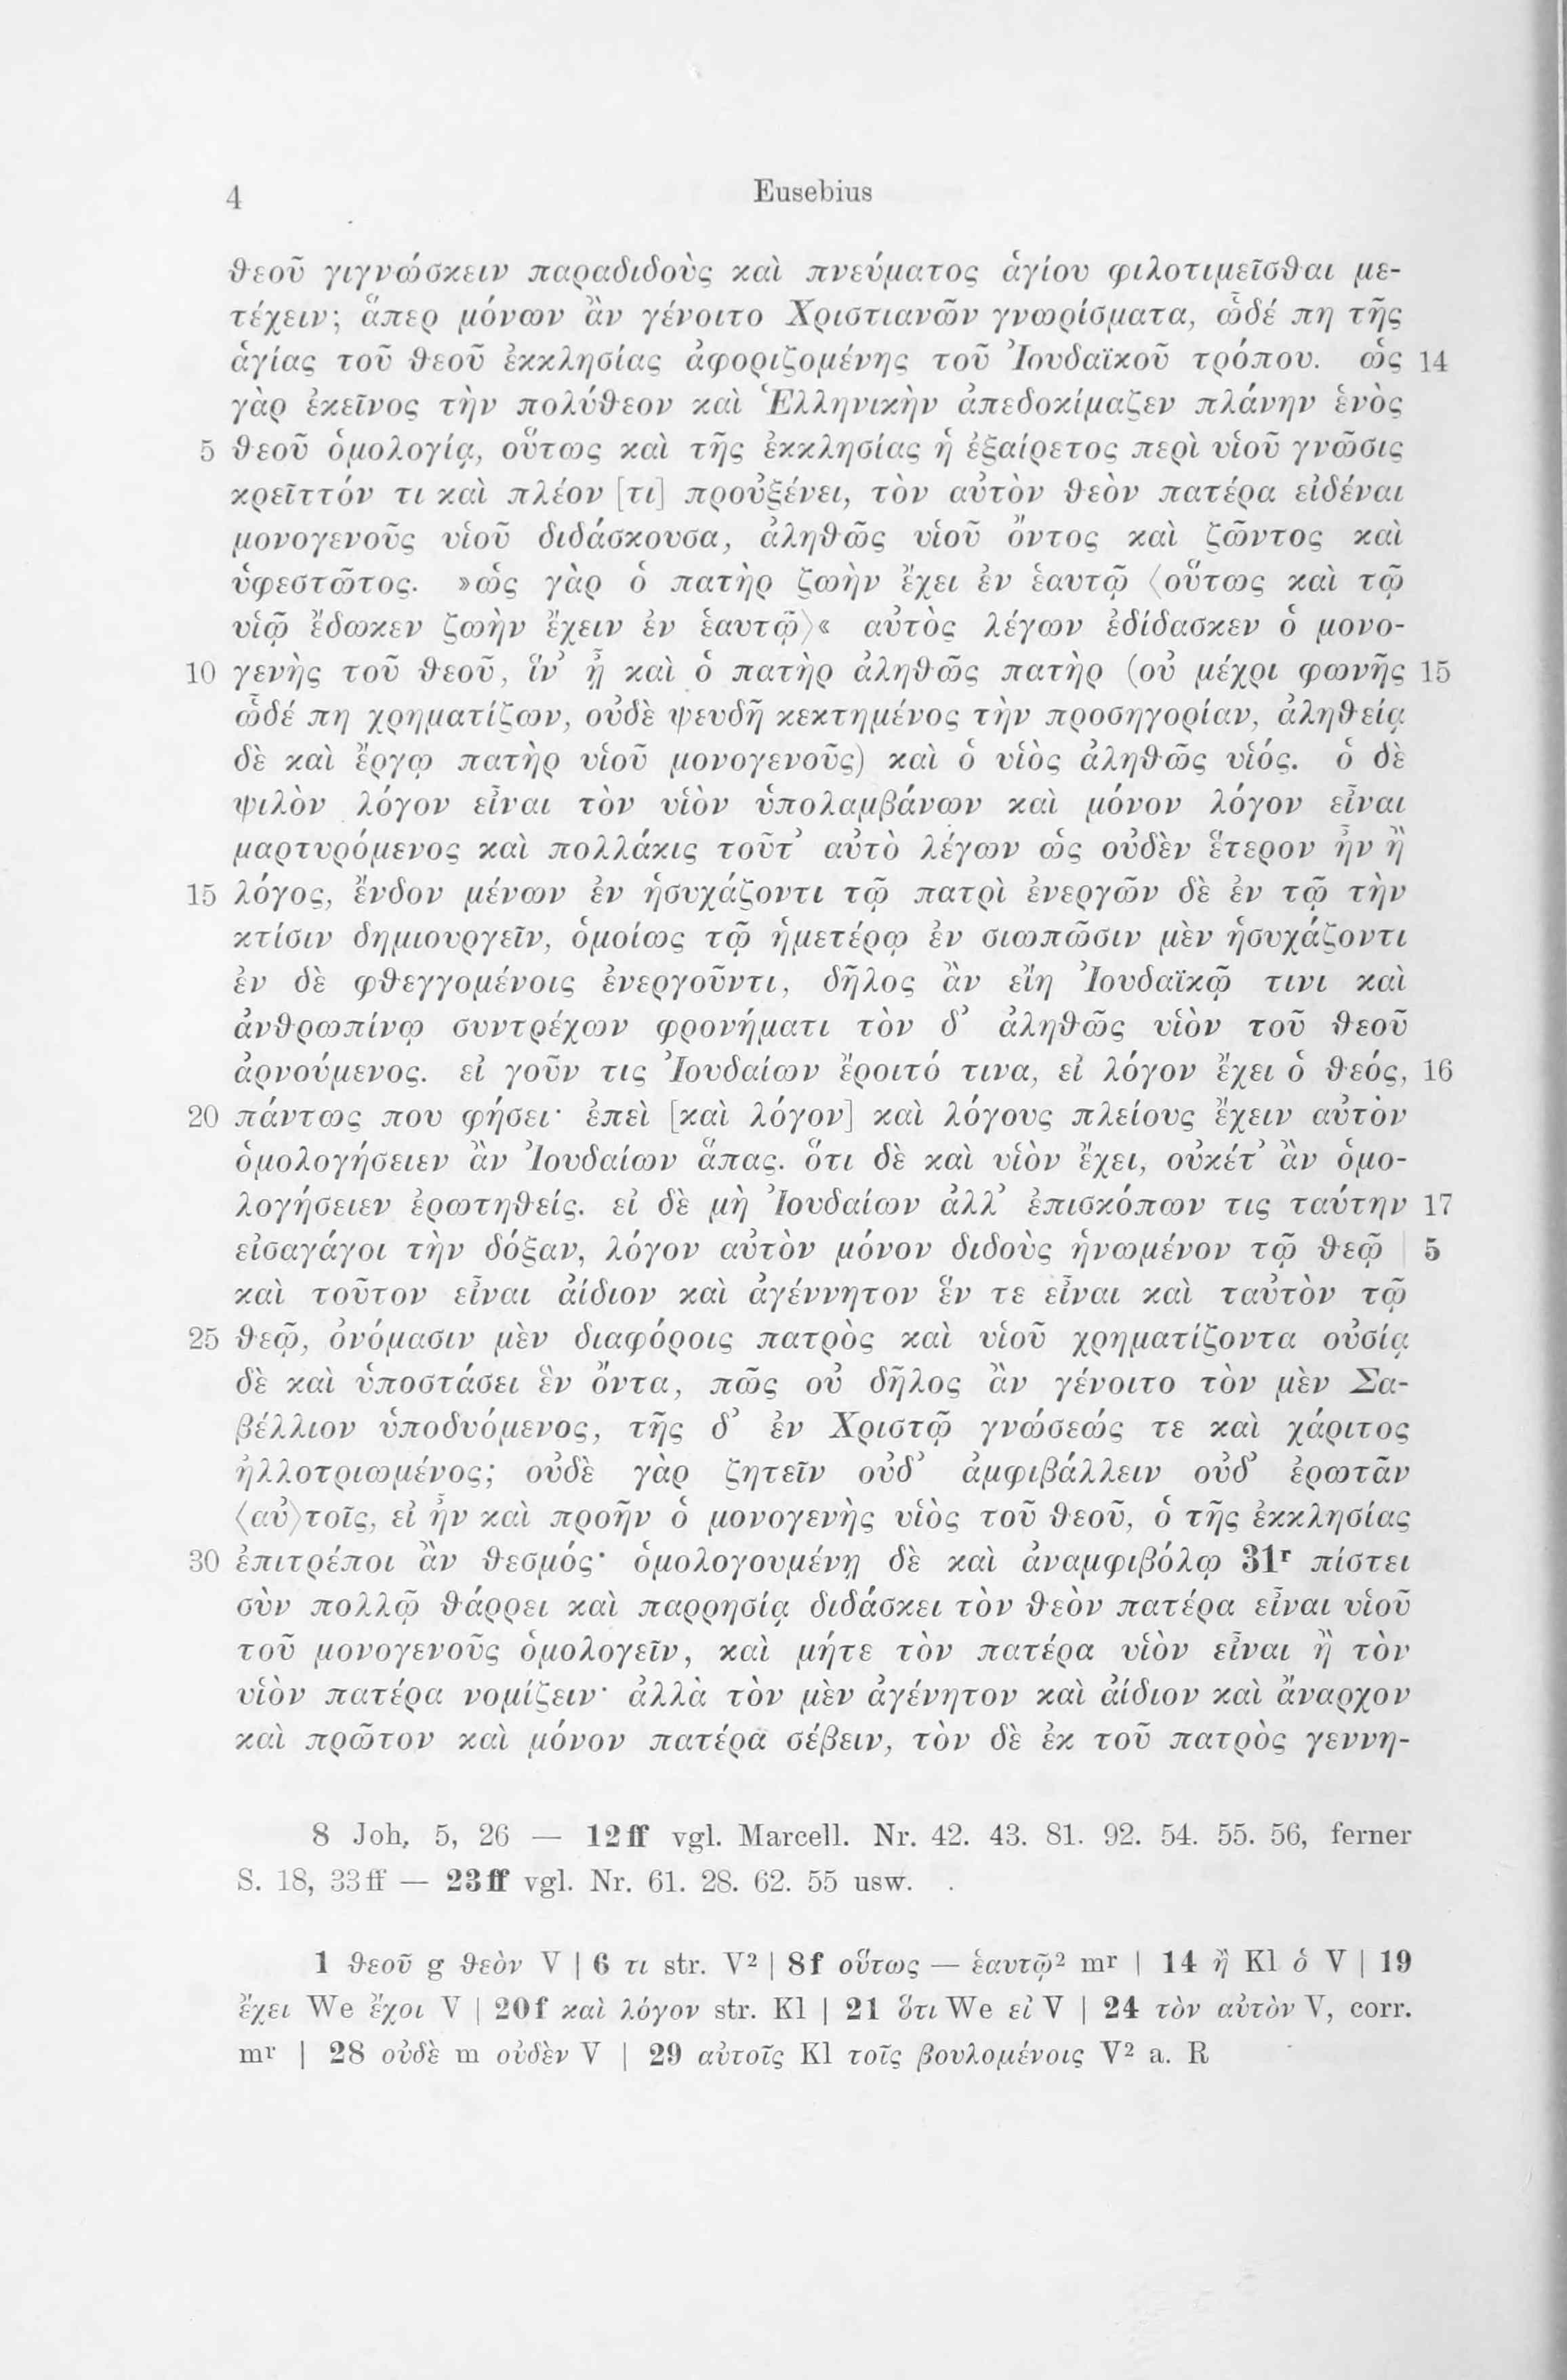 4 Eusebius
θεοῦ γιγνώσκειν παραδιδοὺς καὶ πνεύματος ἁγίου φιλοτιμεῖσθαι με-
τέχειν; ἅπερ μόνων ἂν γένοιτο Χριστιανῶν γνωρίσματα, ὧδέ πη τῆς
ἁγίας τοῦ θεοῦ ἐκκλησίας ἀφοριζομένης τοῦ Ἰουδαϊκοῦ τρόπου. ὡς 14
γὰρ ἐκεῖνος τὴν πολύθεον καὶ Ἑλληνικὴν ἀπεδοκίμαζεν πλάνην ἑνὸς
5 θεοῦ ὁμολογίᾳ, οὕτως καὶ τῆς ἐκκλησίας ἡ ἐξαίρετος περὶ υἱοῦ γνῶσις
κρεῖττόν τι καὶ πλέον [τι] προὐξένει, τὸν αὐτὸν θεὸν πατέρα εἰδέναι
μονογενοῦς υἱοῦ διδάσκουσα, ἀληθῶς υἱοῦ ὄντος καὶ ζῶντος καὶ
ὑφεστῶτος. »ὡς γὰρ ὁ πατὴρ ζωὴν ἔχει ἐν ἑαυτῷ ⟨οὕτως καὶ τῷ
υἱῷ ἔδωκεν ζωὴν ἔχειν ἐν ἑαυτῷ⟩« αὐτὸς λέγων ἐδίδασκεν ὁ μονο-
10 γενὴς τοῦ θεοῦ, ἵν’ ᾖ καὶ ὁ πατὴρ ἀληθῶς πατὴρ (οὐ μέχρι φωνῆς 15
ὧδέ πη χρηματίζων, οὐδὲ ψευδῆ κεκτημένος τὴν προσηγορίαν, ἀληθείᾳ
δὲ καὶ ἔργῳ πατὴρ υἱοῦ μονογενοῦς) καὶ ὁ υἱὸς ἀληθῶς υἱός. ὁ δὲ
ψιλὸν λόγον εἶναι τὸν υἱὸν ὑπολαμβάνων καὶ μόνον λόγον εἶναι
μαρτυρόμενος καὶ πολλάκις τοῦτ’ αὐτὸ λέγων ὡς οὐδὲν ἕτερον ἦν ἢ
15 λόγος, ἔνδον μένων ἐν ἡσυχάζοντι τῷ πατρὶ ἐνεργῶν δὲ ἐν τῷ τὴν
κτίσιν δημιουργεῖν, ὁμοίως τῷ ἡμετέρῳ ἐν σιωπῶσιν μὲν ἡσυχάζοντι
ἐν δὲ φθεγγομένοις ἐνεργοῦντι, δῆλος ἂν εἴη Ἰουδαϊκῷ τινι καὶ
ἀνθρωπίνῳ συντρέχων φρονήματι τὸν δ’ ἀληθῶς υἱὸν τοῦ θεοῦ
ἀρνούμενος. εἰ γοῦν τις Ἰουδαίων ἔροιτό τινα, εἰ λόγον ἔχει ὁ θεός, 16
20 πάντως που φήσει· ἐπεὶ [καὶ λόγον] καὶ λόγους πλείους ἔχειν αὐτὸν
ὁμολογήσειεν ἂν Ἰουδαίων ἅπας. ὅτι δὲ καὶ υἱὸν ἔχει, οὐκέτ’ ἂν ὁμο-
λογήσειεν ἐρωτηθείς. εἰ δὲ μὴ Ἰουδαίων ἀλλ’ ἐπισκόπων τις ταύτην 17
εἰσαγάγοι τὴν δόξαν, λόγον αὐτὸν μόνον διδοὺς ἡνωμένον τῷ θεῷ | 5
καὶ τοῦτον εἶναι ἀίδιον καὶ ἀγέννητον ἕν τε εἶναι καὶ ταὐτὸν τῷ
25 θεῷ, ὀνόμασιν μὲν διαφόροις πατρὸς καὶ υἱοῦ χρηματίζοντα οὐσίᾳ
δὲ καὶ ὑποστάσει ἓν ὄντα, πῶς οὐ δῆλος ἂν γένοιτο τὸν μὲν Σα-
βέλλιον ὑποδυόμενος, τῆς δ’ ἐν Χριστῷ γνώσεώς τε καὶ χάριτος
ἠλλοτριωμένος; οὐδὲ γὰρ ζητεῖν οὐδ’ ἀμφιβάλλειν οὐδ’ ἐρωτᾶν
⟨αὐ⟩τοῖς, εἰ ἦν καὶ προῆν ὁ μονογενὴς υἱὸς τοῦ θεοῦ, ὁ τῆς ἐκκλησίας
30 ἐπιτρέποι ἂν θεσμός· ὁμολογουμένῃ δὲ καὶ ἀναμφιβόλῳ 31r πίστει
σὺν πολλῷ θάρρει καὶ παρρησίᾳ διδάσκει τὸν θεὸν πατέρα εἶναι υἱοῦ
τοῦ μονογενοῦς ὁμολογεῖν, καὶ μήτε τὸν πατέρα υἱὸν εἶναι ἢ τὸν
υἱὸν πατέρα νομίζειν· ἀλλὰ τὸν μὲν ἀγένητον καὶ ἀίδιον καὶ ἄναρχον
καὶ πρῶτον καὶ μόνον πατέρα σέβειν, τὸν δὲ ἐκ τοῦ πατρὸς γεννη-
8 Joh. 5, 26 — 12ff vgl. Marcell. Nr. 42. 43. 81. 92. 54. 55. 56, ferner
S. 18, 33ff — 23ff vgl. Nr. 61. 28. 62. 55 usw.
1 θεοῦ g θεὸν V | 6 τι str. V² | 8f οὕτως — ἑαυτῷ² mr | 14 ἢ Kl ὁ V | 19
ἔχει We ἔχοι V | 20f καὶ λόγον str. Kl | 21 ὅτι We εἰ V | 24 τὸν αὐτὸν V, corr.
mr | 28 οὐδὲ m οὐδὲν V | 29 αὐτοῖς Kl τοῖς βουλομένοις V² a. R